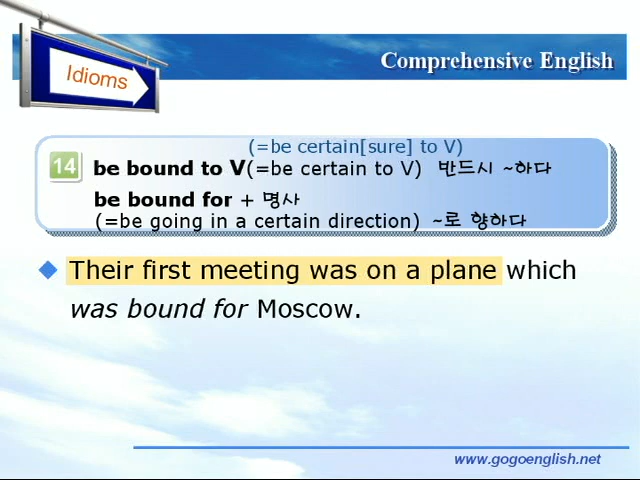 Idioms
Comprehensive English
(=be certain[sure] to V)
14 be bound to V(=be certain to V) 반드시 ~하다
be bound for + 명사
(=be going in a certain direction) ~로 향하다
Their first meeting was on a plane which
was bound for Moscow.
www.gogoenglish.net